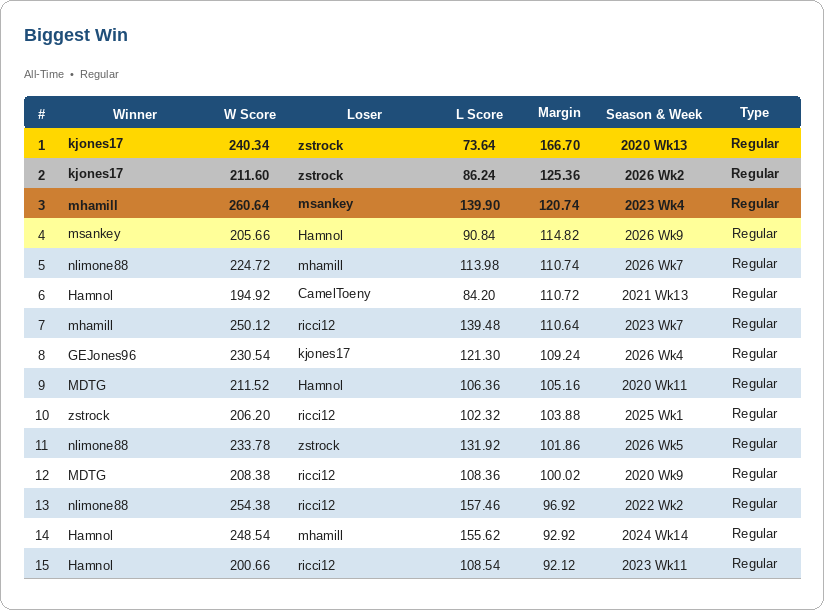 Biggest Win
All-Time • Regular
# Winner W Score Loser L Score Margin Season & Week Type
1 kjones17 240.34 zstrock 73.64 166.70 2020 Wk13 Regular
2 kjones17 211.60 zstrock 86.24 125.36 2026 Wk2 Regular
3 mhamill 260.64 msankey 139.90 120.74 2023 Wk4 Regular
4 msankey 205.66 Hamnol 90.84 114.82 2026 Wk9 Regular
5 nlimone88 224.72 mhamill 113.98 110.74 2026 Wk7 Regular
6 Hamnol 194.92 CamelToeny 84.20 110.72 2021 Wk13 Regular
7 mhamill 250.12 ricci12 139.48 110.64 2023 Wk7 Regular
8 GEJones96 230.54 kjones17 121.30 109.24 2026 Wk4 Regular
9 MDTG 211.52 Hamnol 106.36 105.16 2020 Wk11 Regular
10 zstrock 206.20 ricci12 102.32 103.88 2025 Wk1 Regular
11 nlimone88 233.78 zstrock 131.92 101.86 2026 Wk5 Regular
12 MDTG 208.38 ricci12 108.36 100.02 2020 Wk9 Regular
13 nlimone88 254.38 ricci12 157.46 96.92 2022 Wk2 Regular
14 Hamnol 248.54 mhamill 155.62 92.92 2024 Wk14 Regular
15 Hamnol 200.66 ricci12 108.54 92.12 2023 Wk11 Regular